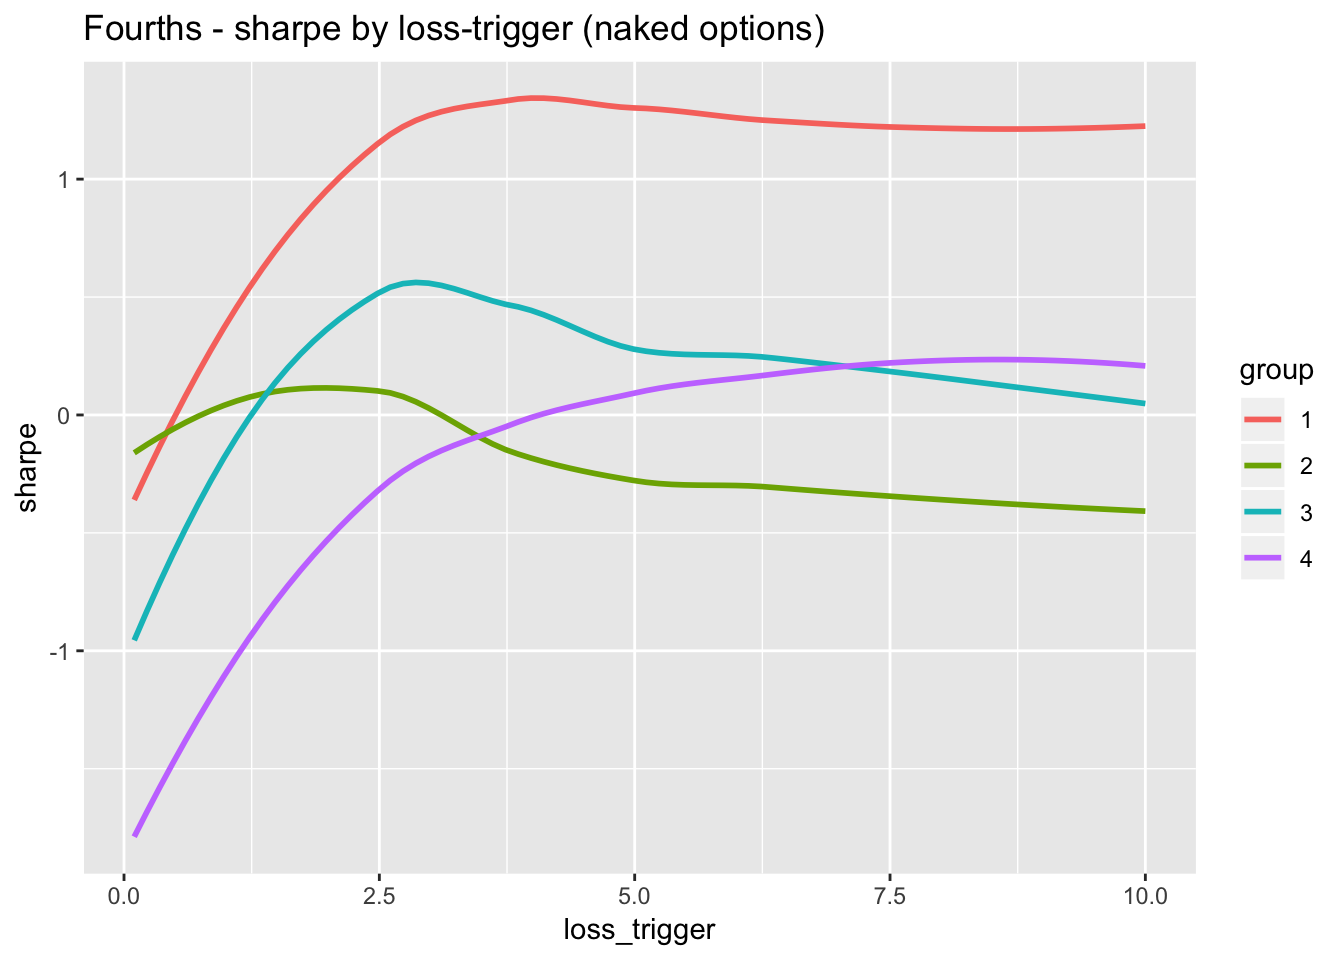 Fourths - sharpe by loss-trigger (naked options)
1
0
-1
sharpe
0.0 2.5 5.0 7.5 10.0
loss_trigger
group
1
2
3
4